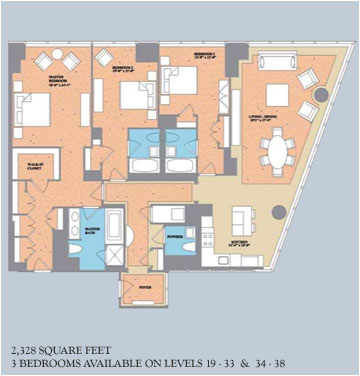 MASTER
BEDROOM
BEDROOM 2
BEDROOM 3
LIVING - DINING
WALK-IN
CLOSET
MASTER
BATH
POWDER
KITCHEN
FOYER
2,328 SQUARE FEET
3 BEDROOMS AVAILABLE ON LEVELS 19 - 33 & 34 - 38